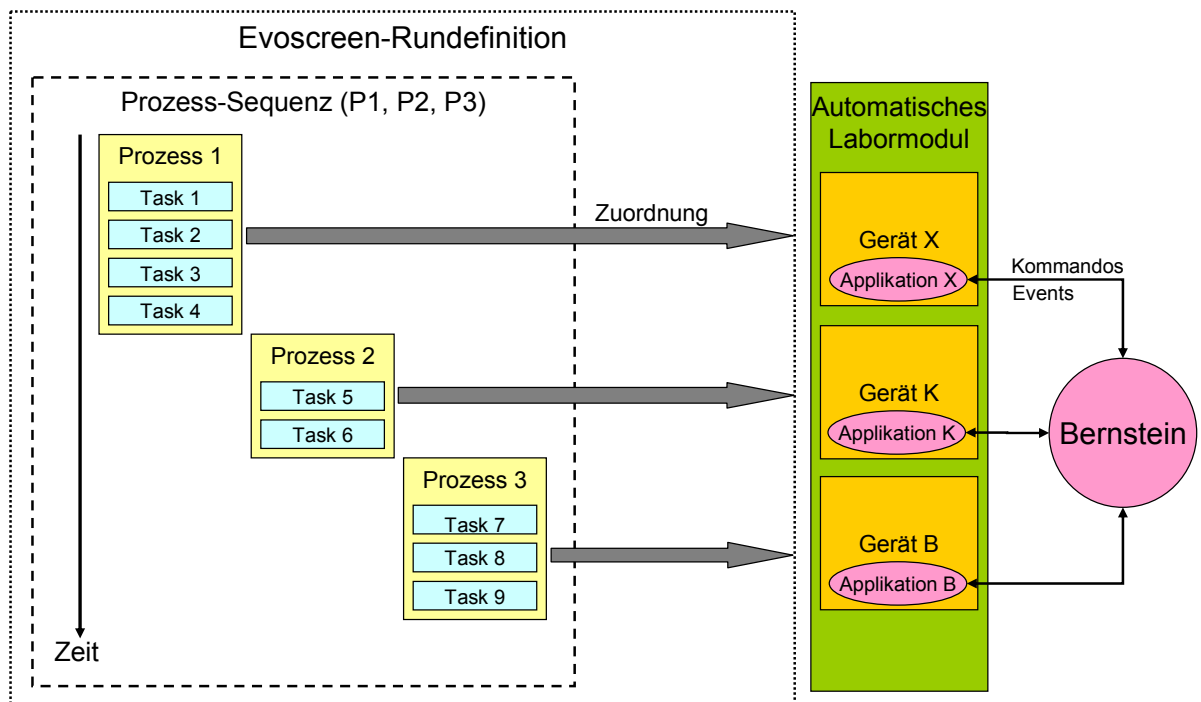 Evoscreen-Rundefinition
Prozess-Sequenz (P1, P2, P3)
Prozess 1
Task 1
Task 2
Task 3
Task 4
Prozess 2
Task 5
Task 6
Prozess 3
Task 7
Task 8
Task 9
Zeit
Zuordnung
Automatisches
Labormodul
Gerät X
Applikation X
Gerät K
Applikation K
Gerät B
Applikation B
Kommandos
Events
Bernstein